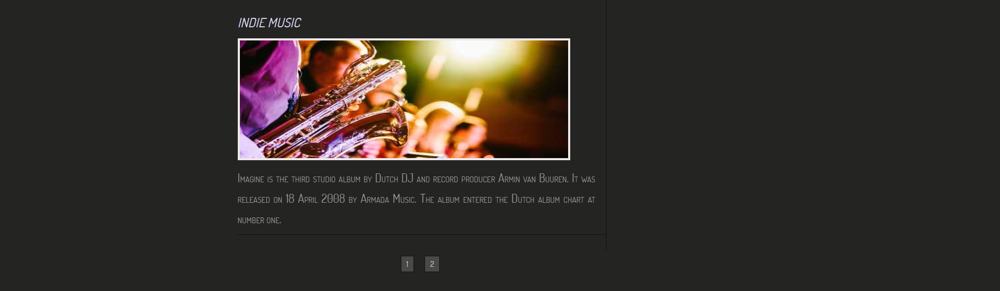 INDIE MUSIC
Imagine is the third studio album by Dutch DJ and record producer Armin van Buuren. It was
released on 18 April 2008 by Armada Music. The album entered the Dutch album chart at
number one.
1 2